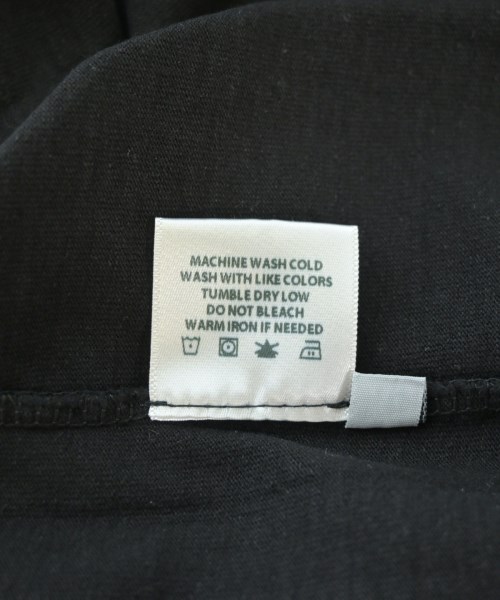 MACHINE WASH COLD
WASH WITH LIKE COLORS
TUMBLE DRY LOW
DO NOT BLEACH
WARM IRON IF NEEDED